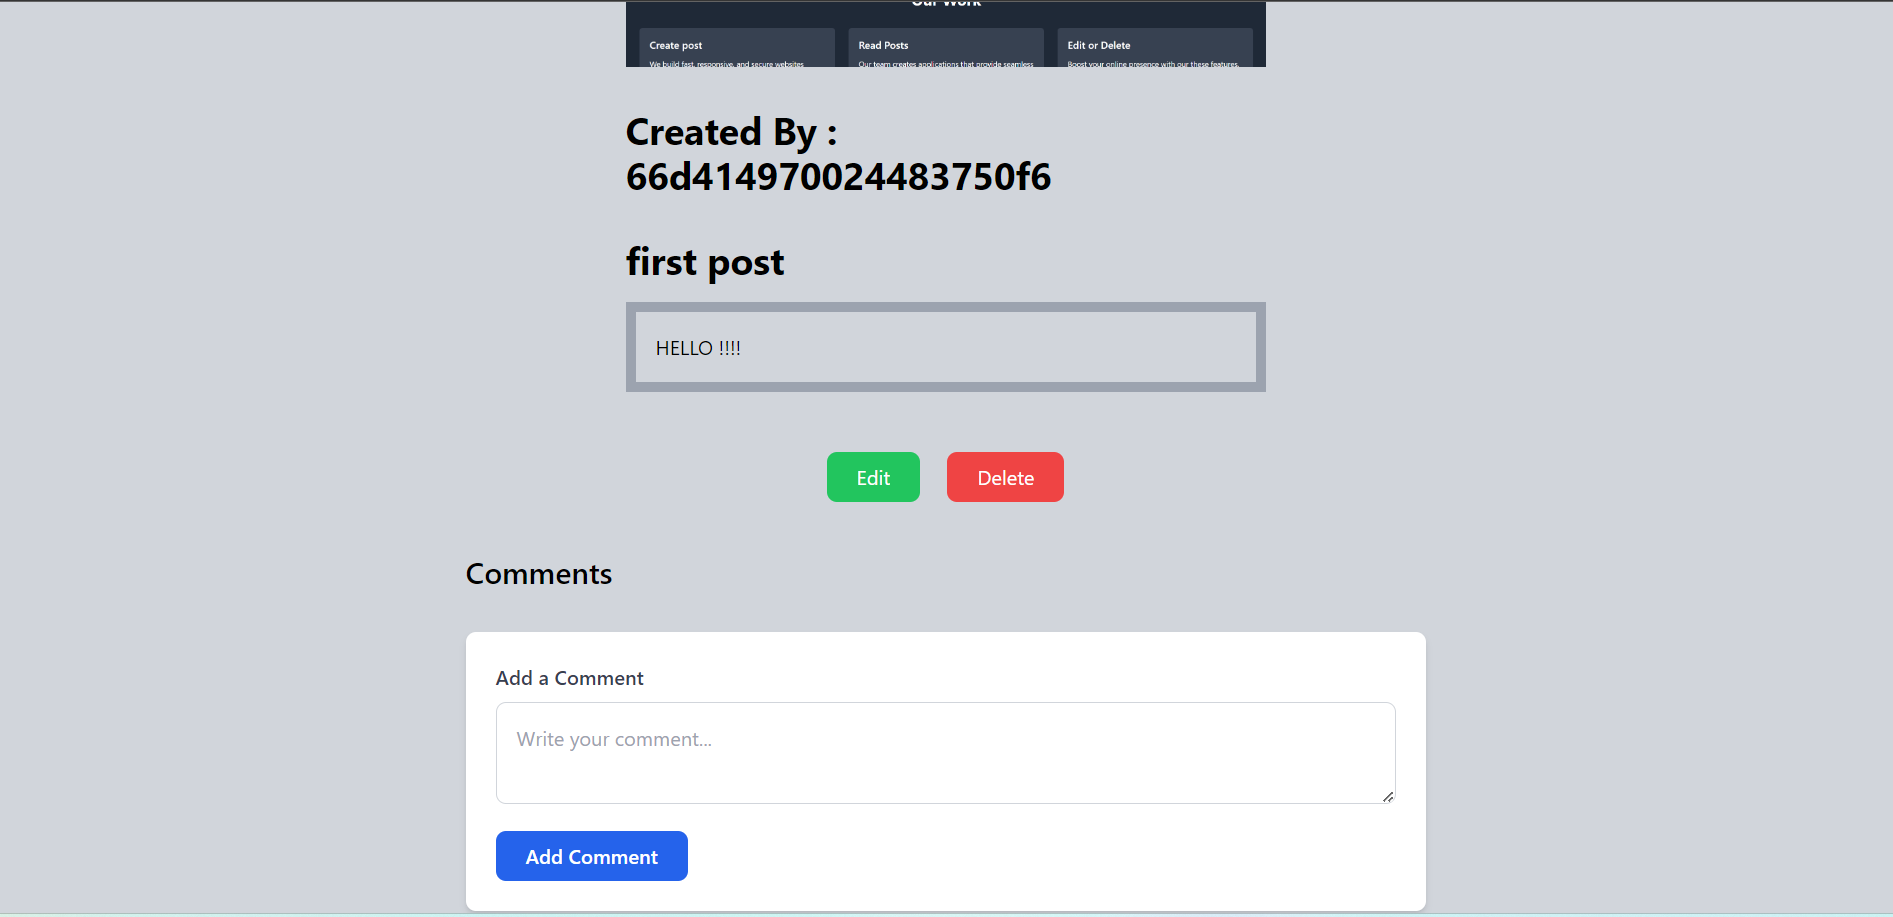 Our Work
Create post
Read Posts
Edit or Delete
We build fast, responsive, and secure websites
Our team creates applications that provide seamless
Boost your online presence with our these features.
Created By :
66d414970024483750f6
first post
HELLO !!!!
Edit
Delete
Comments
Add a Comment
Write your comment...
Add Comment